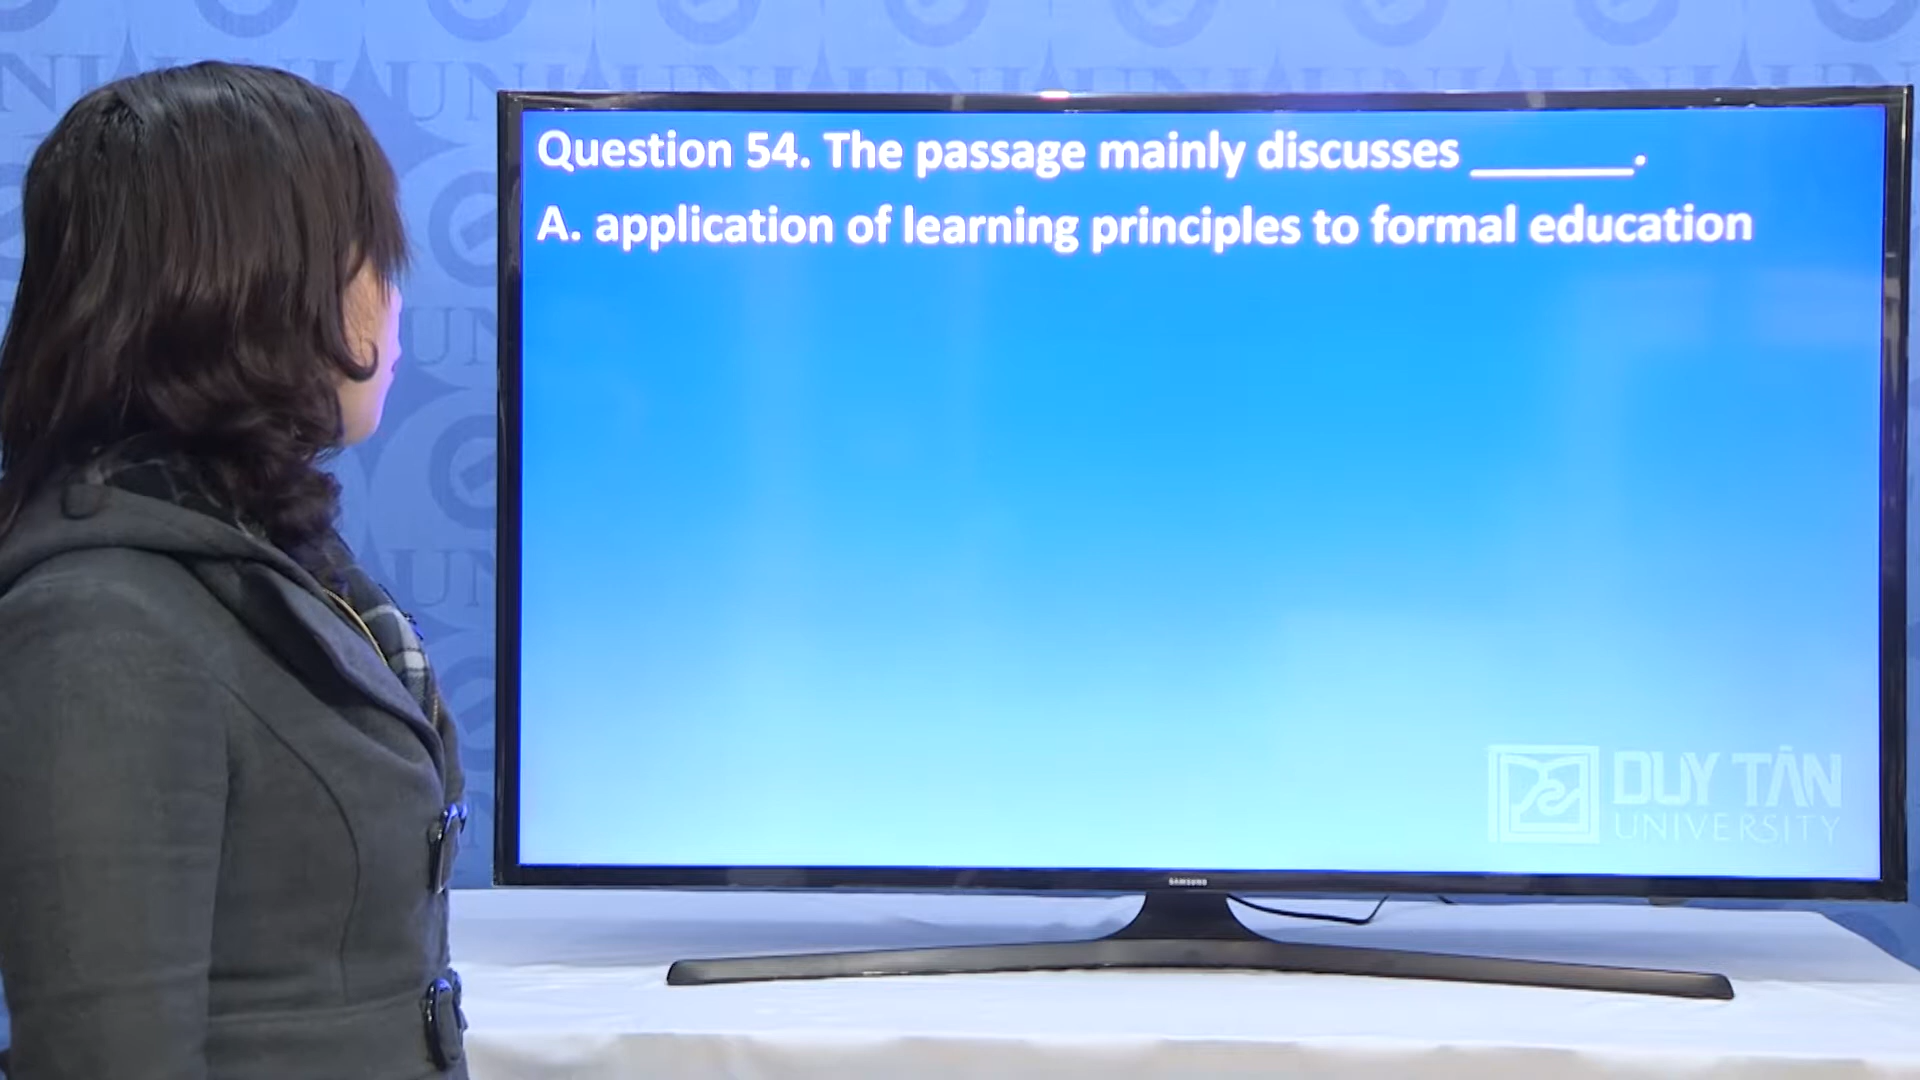 Question 54. The passage mainly discusses _______.
A. application of learning principles to formal education
DUY TÂN
UNIVERSITY
SAMSUNG